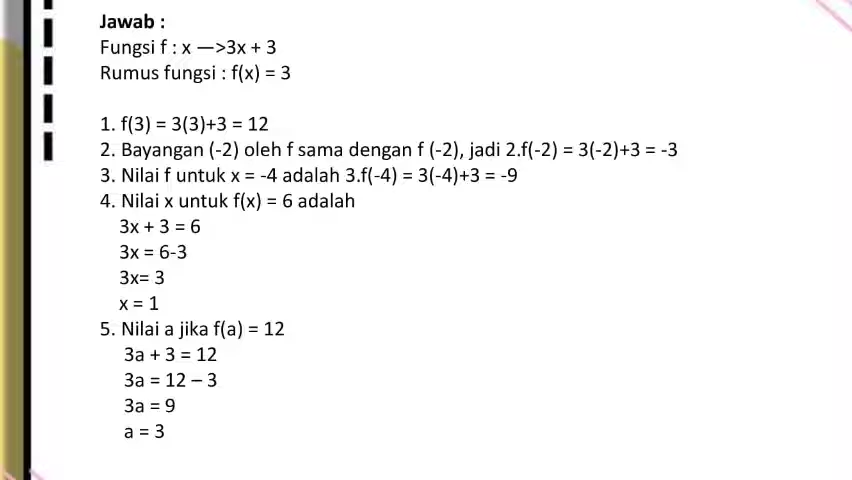 Jawab :
Fungsi f : x —>3x + 3
Rumus fungsi : f(x) = 3
1. f(3) = 3(3)+3 = 12
2. Bayangan (-2) oleh f sama dengan f (-2), jadi 2.f(-2) = 3(-2)+3 = -3
3. Nilai f untuk x = -4 adalah 3.f(-4) = 3(-4)+3 = -9
4. Nilai x untuk f(x) = 6 adalah
3x + 3 = 6
3x = 6-3
3x= 3
x = 1
5. Nilai a jika f(a) = 12
3a + 3 = 12
3a = 12 – 3
3a = 9
a = 3